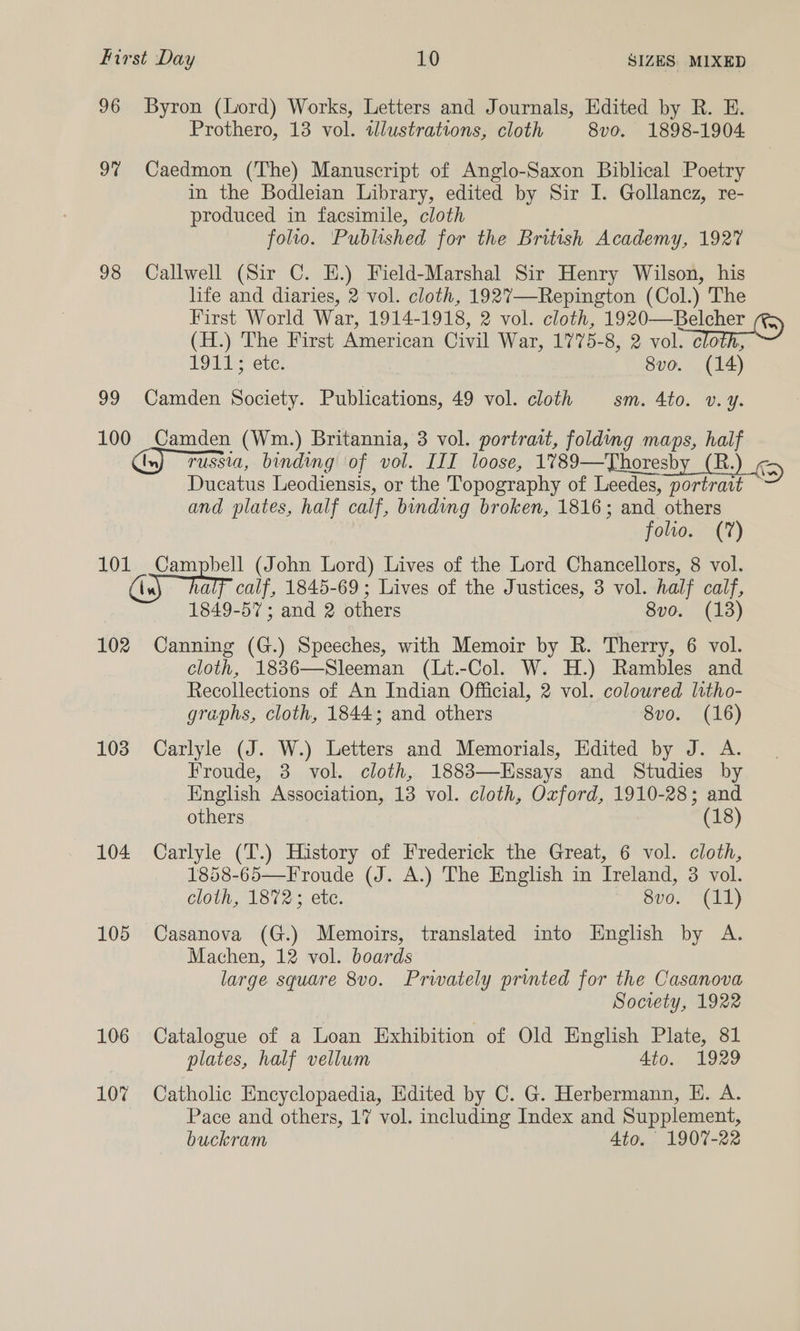 First Day 10 SIZES MIXED
96 Byron (Lord) Works, Letters and Journals, Edited by R. E.
Prothero, 13 vol. illustrations, cloth 8vo. 1898-1904
97 Caedmon (The) Manuscript of Anglo-Saxon Biblical Poetry
in the Bodleian Library, edited by Sir I. Gollancz, re-
produced in facsimile, cloth
folio. Published for the British Academy, 1927
98 Callwell (Sir C. E.) Field-Marshal Sir Henry Wilson, his
life and diaries, 2 vol. cloth, 1927—Repington (Col.) The
First World War, 1914-1918, 2 vol. cloth, 1920—Belcher
(H.) The First American Civil War, 1775-8, 2 vol. cloth,
1911; etc. 8vo. (14)
99 Camden Society. Publications, 49 vol. cloth sm. 4to. v.y.
100 Camden (Wm.) Britannia, 3 vol. portrait, folding maps, half
(in) russia, binding of vol. III loose, 1789—Thoresby (R.)
Ducatus Leodiensis, or the Topography of Leedes, portrait
and plates, half calf, binding broken, 1816; and others
folio. (7)
101 Campbell (John Lord) Lives of the Lord Chancellors, 8 vol.
(in) half calf, 1845-69; Lives of the Justices, 3 vol. half calf,
1849-57; and 2 others 8vo. (13)
102 Canning (G.) Speeches, with Memoir by R. Therry, 6 vol.
cloth, 1836—Sleeman (Lt.-Col. W. H.) Rambles and
Recollections of An Indian Official, 2 vol. coloured litho-
graphs, cloth, 1844; and others 8vo. (16)
103 Carlyle (J. W.) Letters and Memorials, Edited by J. A.
Froude, 3 vol. cloth, 1883—Essays and Studies by
English Association, 13 vol. cloth, Oxford, 1910-28; and
others (18)
104 Carlyle (T.) History of Frederick the Great, 6 vol. cloth,
1858-65—Froude (J. A.) The English in Ireland, 3 vol.
cloth, 1872; etc. 8vo. (11)
105 Casanova (G.) Memoirs, translated into English by A.
Machen, 12 vol. boards
large square 8vo. Privately printed for the Casanova
Society, 1922
106 Catalogue of a Loan Exhibition of Old English Plate, 81
plates, half vellum 4to. 1929
107 Catholic Encyclopaedia, Edited by C. G. Herbermann, E. A.
Pace and others, 17 vol. including Index and Supplement,
buckram 4to. 1907-22